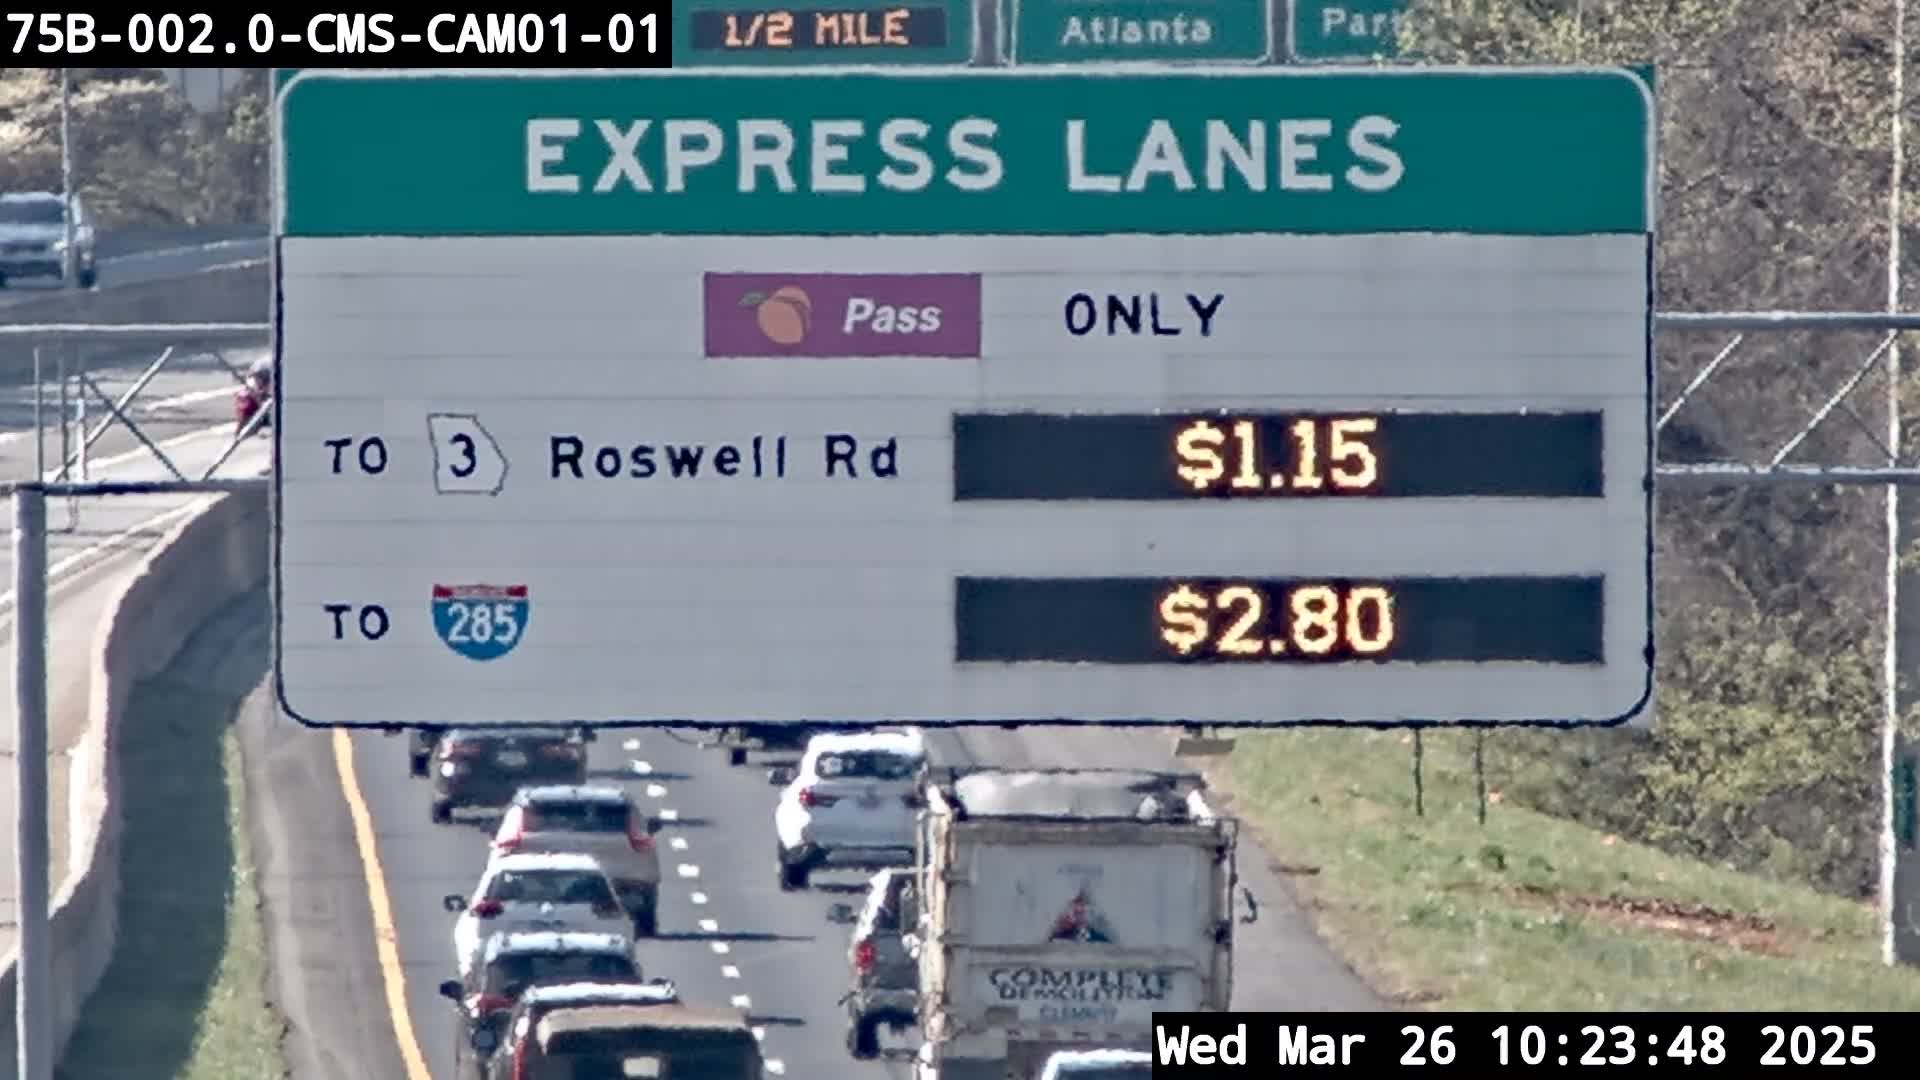 75B-002.0-CMS-CAM01-01
1/2 MILE
Atlanta
EXPRESS LANES
Pass ONLY
TO 3 Roswell Rd $1.15
TO 285 $2.80
COMPLETE
DEMOLITION
Wed Mar 26 10:23:48 2025